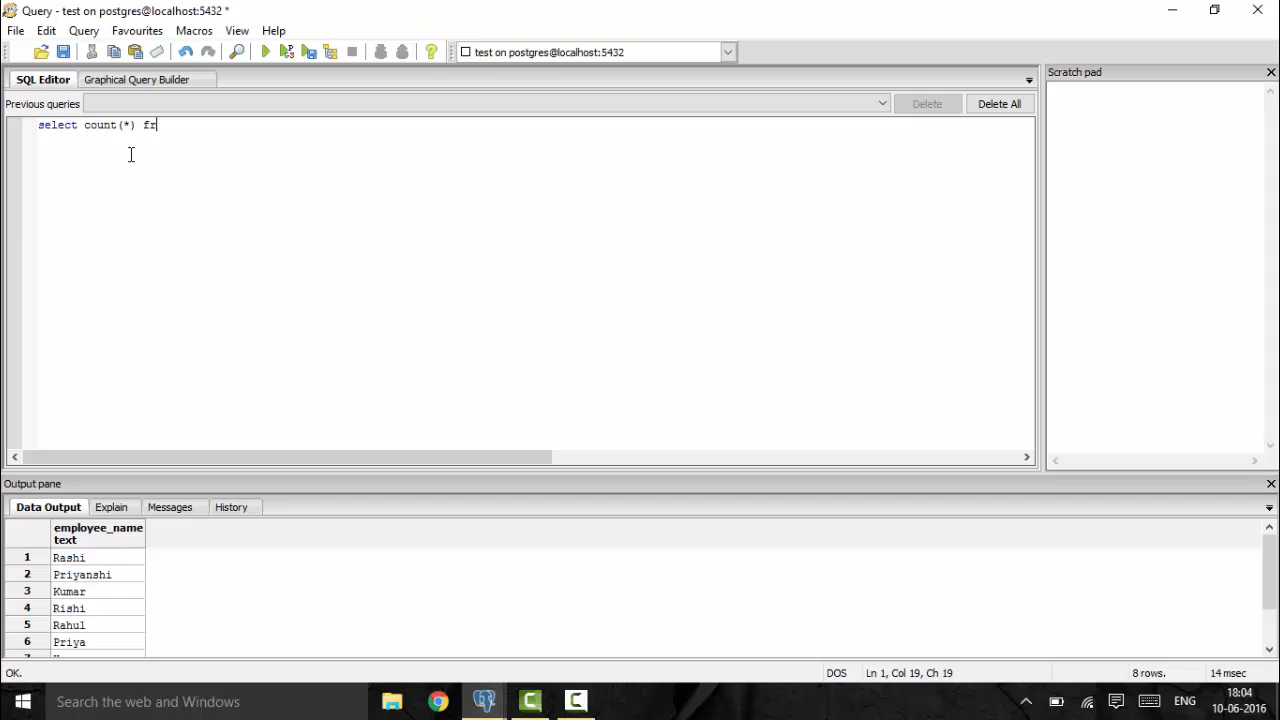 Query - test on postgres@localhost:5432 *
File Edit Query Favourites Macros View Help
test on postgres@localhost:5432
SQL Editor Graphical Query Builder
Scratch pad
Previous queries Delete Delete All
select count(*) fr
Output pane
Data Output Explain Messages History
employee_name
text
1 Rashi
2 Priyanshi
3 Kumar
4 Rishi
5 Rahul
6 Priya
OK. DOS Ln 1, Col 19, Ch 19 8 rows. 14 msec
Search the web and Windows
ENG
18:04
10-06-2016